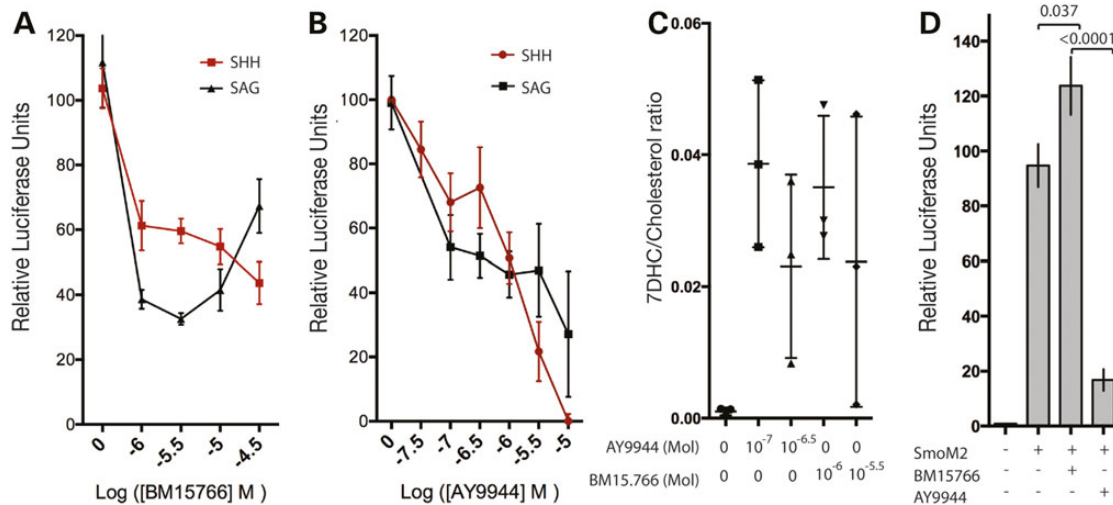 A
Relative Luciferase Units
120
100
80
60
40
20
0
SHH
SAG
0 -6 -5.5 -5 -4.5
Log ([BM15766] M )
B
Relative Luciferase Units
120
100
80
60
40
20
0
SHH
SAG
0 -7.5 -7 -6.5 -6 -5.5 -5
Log ([AY9944] M )
C
7DHC/Cholesterol ratio
0.06
0.04
0.02
0.00
AY9944 (Mol) 0 10⁻⁷ 10⁻⁶·⁵ 0 0
BM15.766 (Mol) 0 0 0 10⁻⁶ 10⁻⁵·⁵
D
0.037
<0.0001
Relative Luciferase Units
140
120
100
80
60
40
20
0
SmoM2 - + + +
BM15766 - - + -
AY9944 - - - +